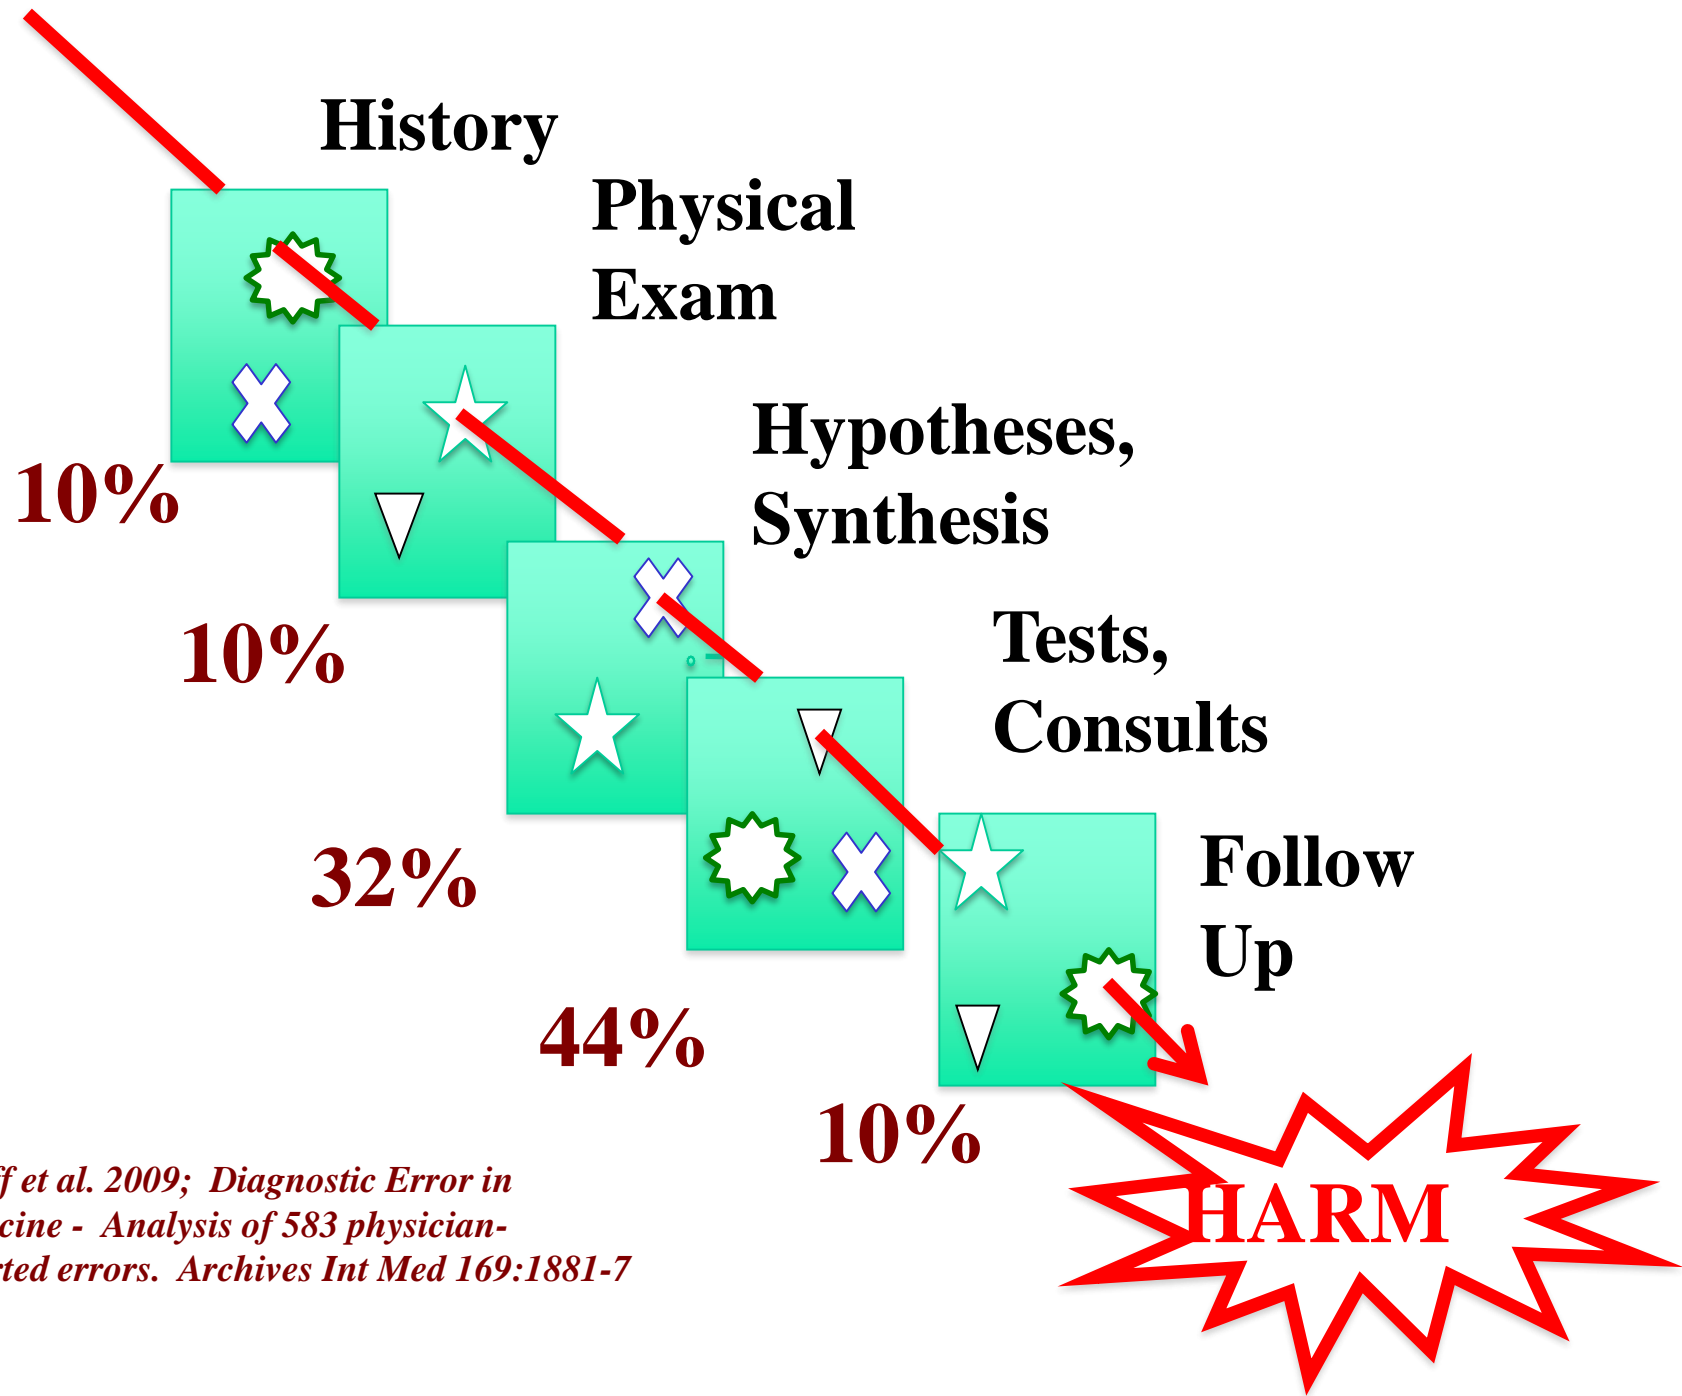 History
Physical
Exam
Hypotheses,
Synthesis
10%
10%
Tests,
Consults
32%
Follow
Up
44%
10%
et al. 2009; Diagnostic Error in
cine - Analysis of 583 physician-
rted errors. Archives Int Med 169:1881-7
HARM